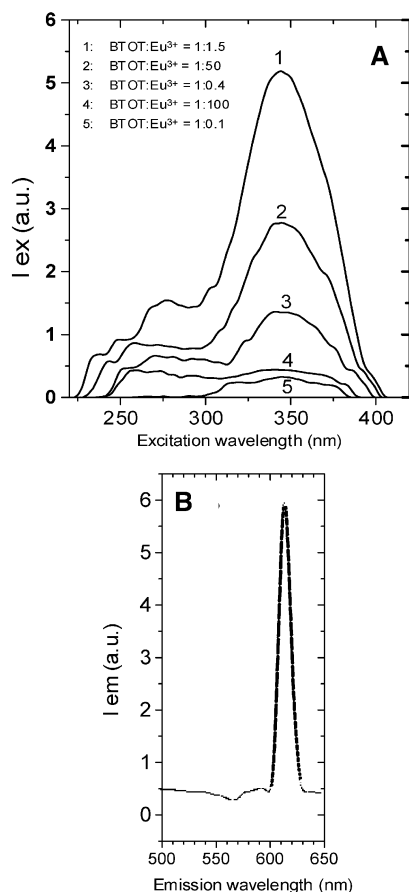 6
5
4
3
2
1
0
I ex (a.u.)
1: BTOT:Eu³⁺ = 1:1.5
2: BTOT:Eu³⁺ = 1:50
3: BTOT:Eu³⁺ = 1:0.4
4: BTOT:Eu³⁺ = 1:100
5: BTOT:Eu³⁺ = 1:0.1
A
1
2
3
4
5
250 300 350 400
Excitation wavelength (nm)
B
6
5
4
3
2
1
0
I em (a.u.)
500 550 600 650
Emission wavelength (nm)